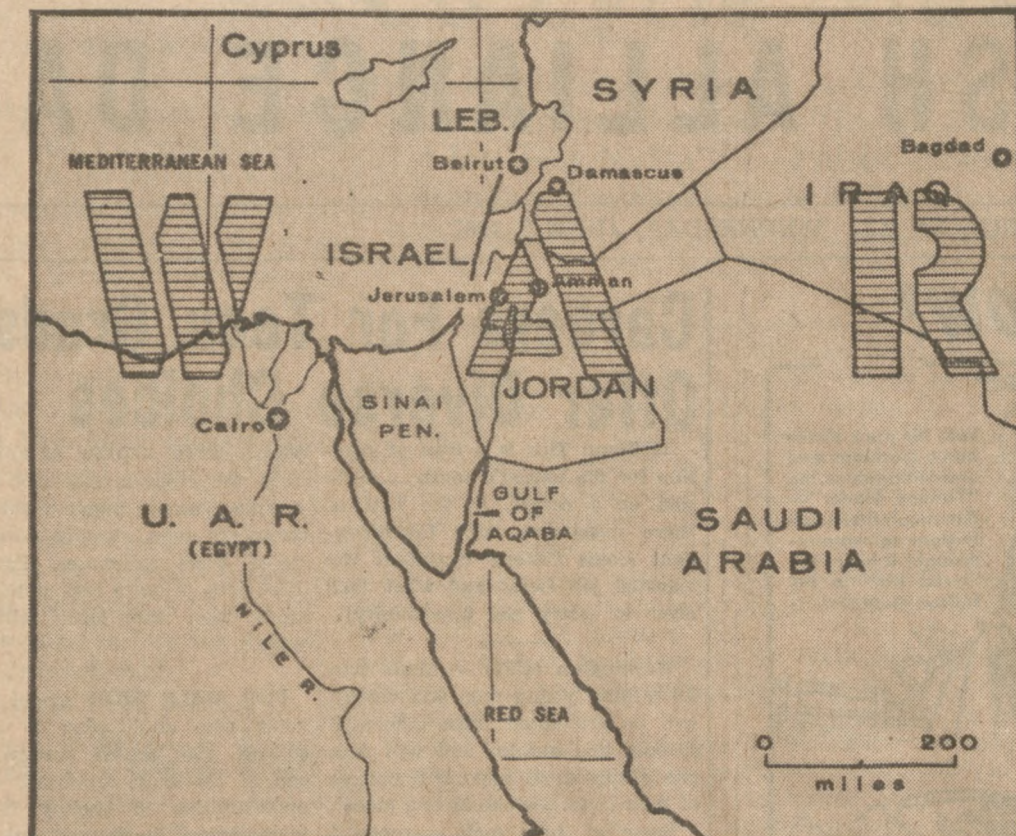 Cyprus
SYRIA
LEB.
Bagdad
MEDITERRANEAN SEA
Beirut
Damascus
IRAQ
WAR
ISRAEL
Amman
Jerusalem
JORDAN
SINAI
PEN.
Cairo
GULF
OF
AQABA
U. A. R.
(EGYPT)
SAUDI
ARABIA
NILE R.
RED SEA
0 200
miles